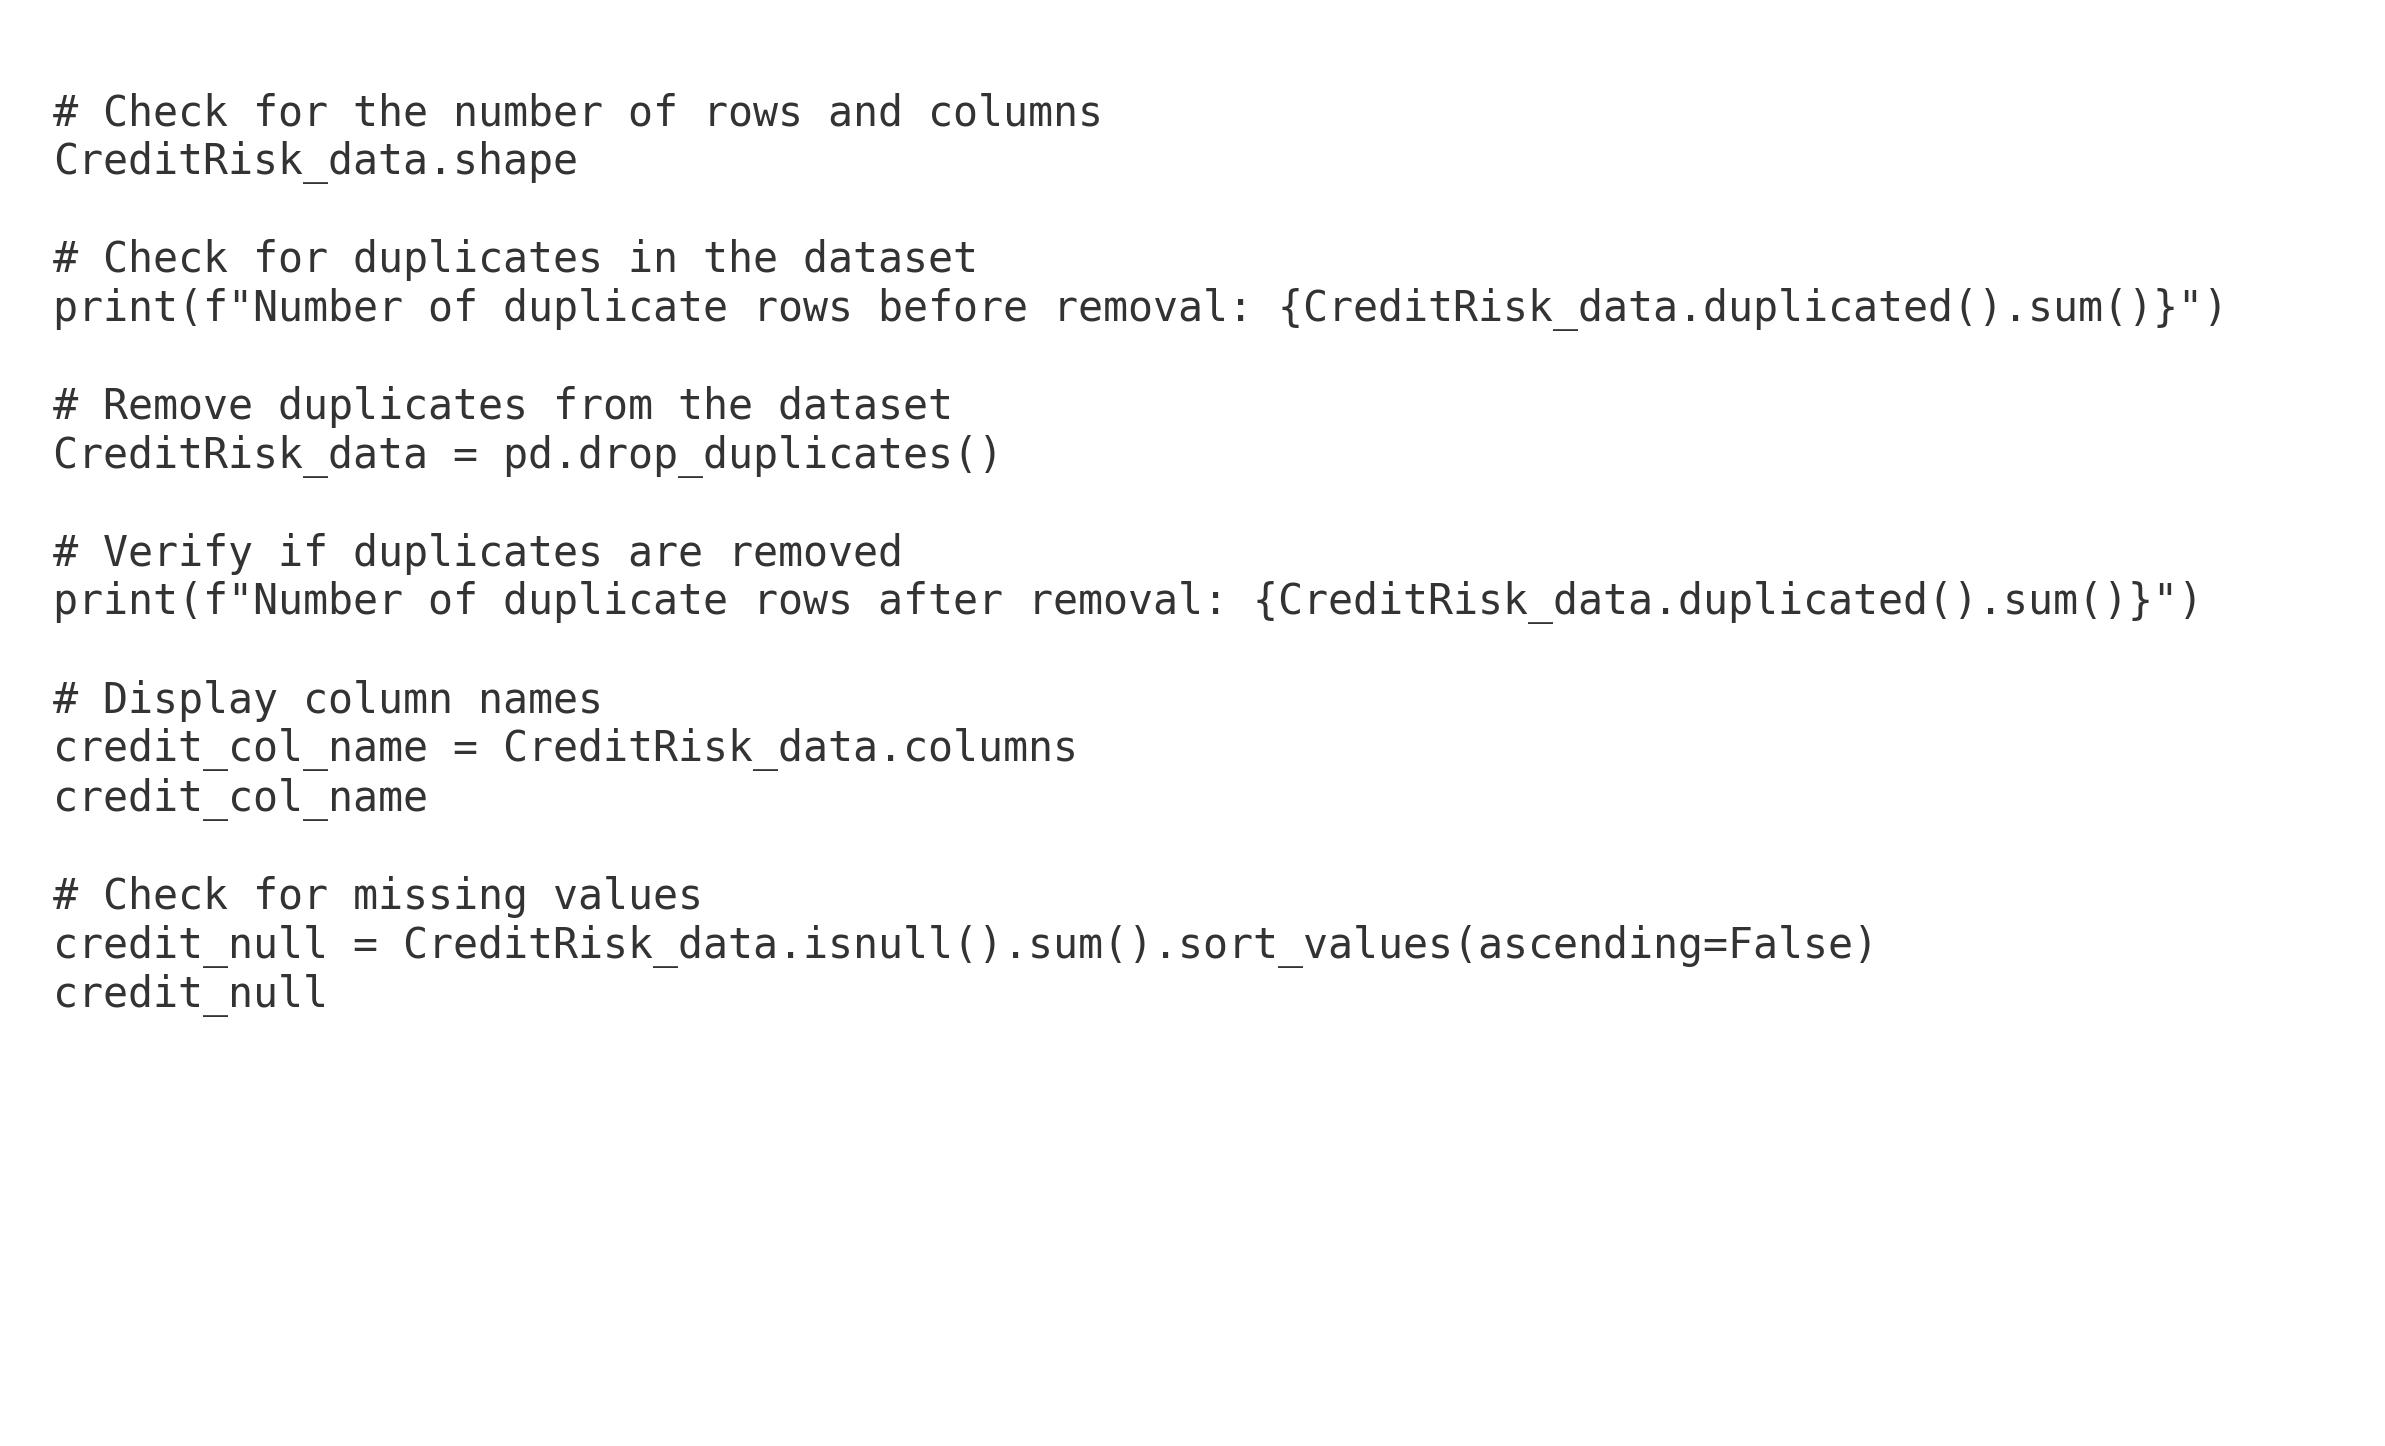 # Check for the number of rows and columns
CreditRisk_data.shape
# Check for duplicates in the dataset
print(f"Number of duplicate rows before removal: {CreditRisk_data.duplicated().sum()}")
# Remove duplicates from the dataset
CreditRisk_data = pd.drop_duplicates()
# Verify if duplicates are removed
print(f"Number of duplicate rows after removal: {CreditRisk_data.duplicated().sum()}")
# Display column names
credit_col_name = CreditRisk_data.columns
credit_col_name
# Check for missing values
credit_null = CreditRisk_data.isnull().sum().sort_values(ascending=False)
credit_null